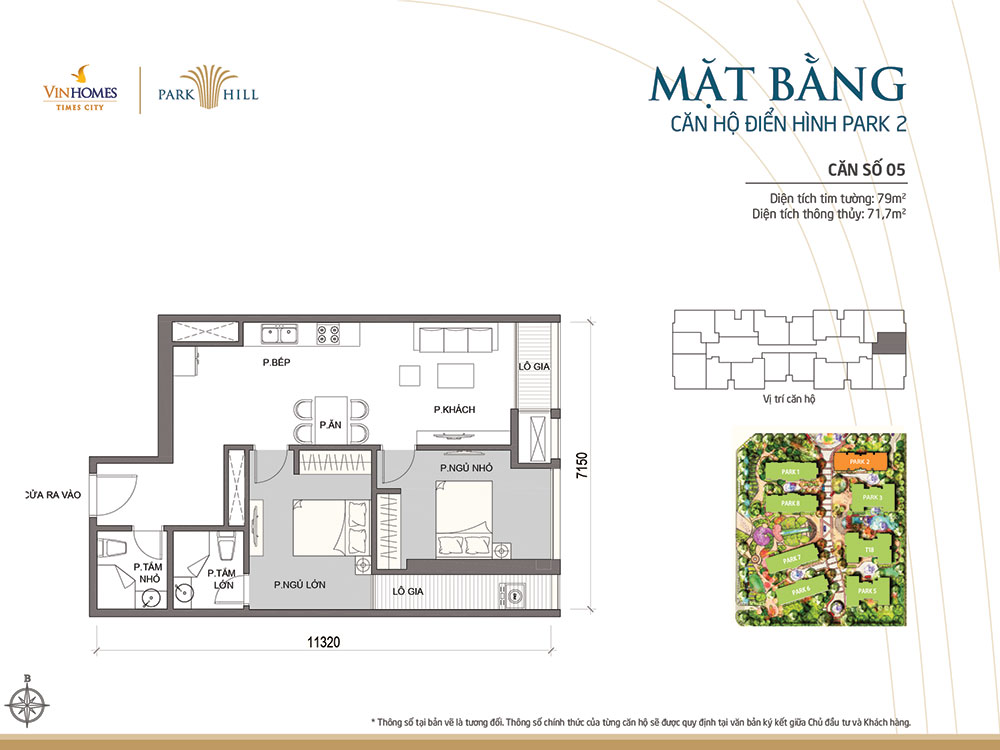 VINHOMES
TIMES CITY
PARK HILL
MẶT BẰNG
CĂN HỘ ĐIỂN HÌNH PARK 2
CĂN SỐ 05
Diện tích tim tường: 79m²
Diện tích thông thủy: 71,7m²
P.BẾP
LÔ GIA
P.KHÁCH
P.ĂN
P.NGỦ NHỎ
7150
CỬA RA VÀO
P.TẮM
NHỎ
P.TẮM
LỚN
P.NGỦ LỚN
LÔ GIA
11320
Vị trí căn hộ
PARK 1
PARK 2
PARK 8
PARK 3
T18
PARK 7
PARK 6
PARK 5
B
* Thông số tại bản vẽ là tương đối. Thông số chính thức của từng căn hộ sẽ được quy định tại văn bản ký kết giữa Chủ đầu tư và Khách hàng.